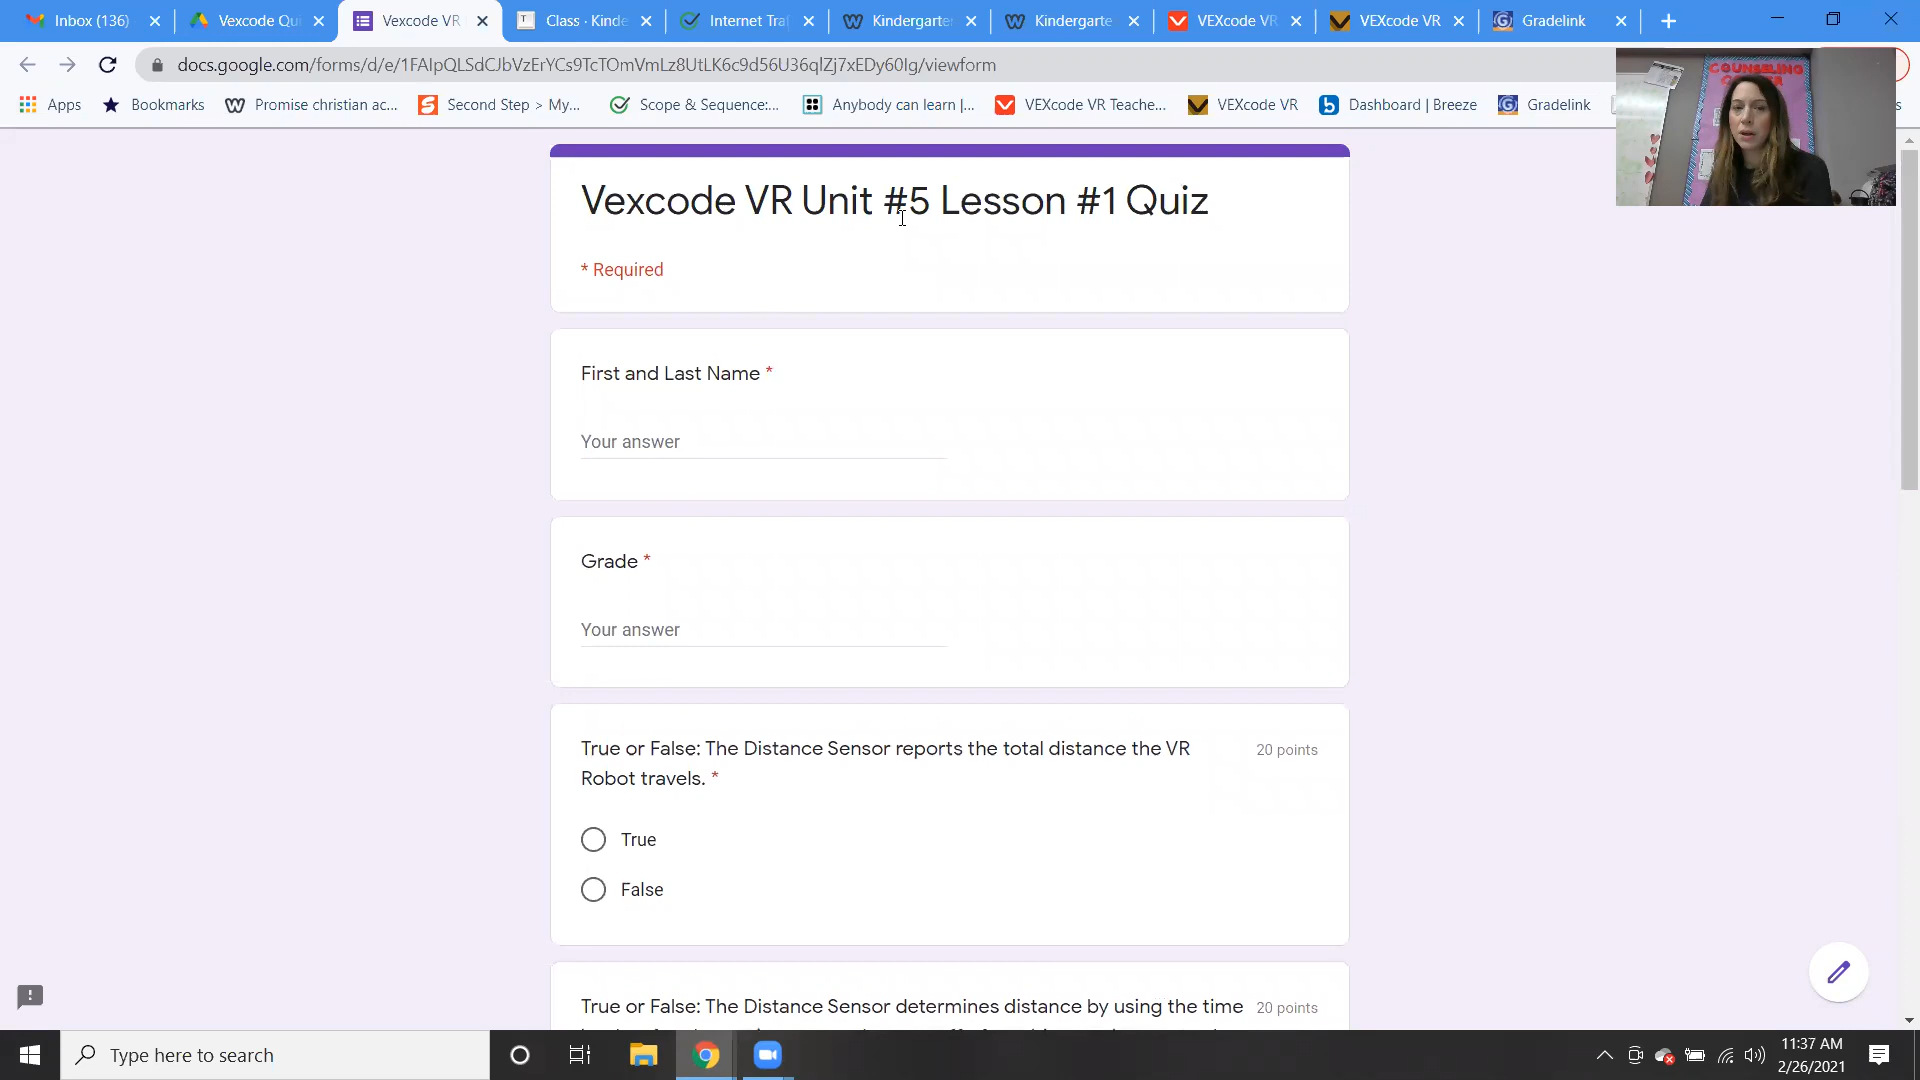 Inbox (136)
Vexcode Qui
Vexcode VR
Class · Kinde
Internet Traf
Kindergarte
Kindergarte
VEXcode VR
VEXcode VR
Gradelink
docs.google.com/forms/d/e/1FAIpQLSdCJbVzErYCs9TcTOmVmLz8UtLK6c9d56U36qlZj7xEDy60Ig/viewform
Apps
Bookmarks
Promise christian ac...
Second Step > My...
Scope & Sequence:...
Anybody can learn |...
VEXcode VR Teache...
VEXcode VR
Dashboard | Breeze
Gradelink
COUNSELING
Vexcode VR Unit #5 Lesson #1 Quiz
* Required
First and Last Name *
Your answer
Grade *
Your answer
True or False: The Distance Sensor reports the total distance the VR
Robot travels. *
20 points
True
False
True or False: The Distance Sensor determines distance by using the time
20 points
Type here to search
11:37 AM
2/26/2021